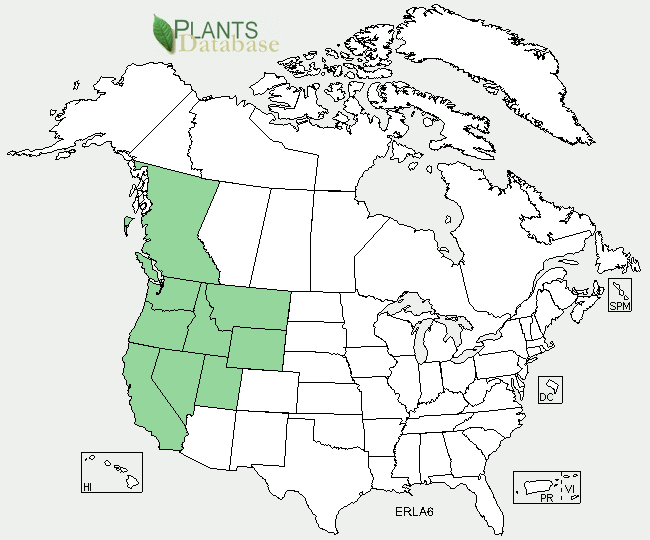 PLANTS
Database
SPM
DC
HI
PR
VI
ERLA6